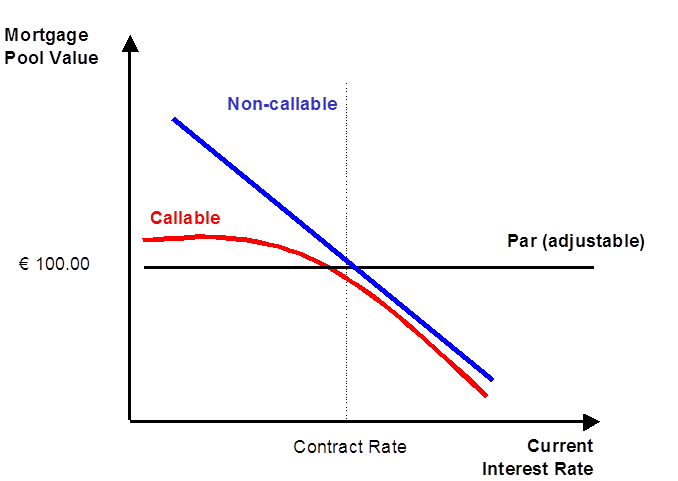 Mortgage
Pool Value
Non-callable
Callable
Par (adjustable)
€ 100.00
Contract Rate
Current
Interest Rate